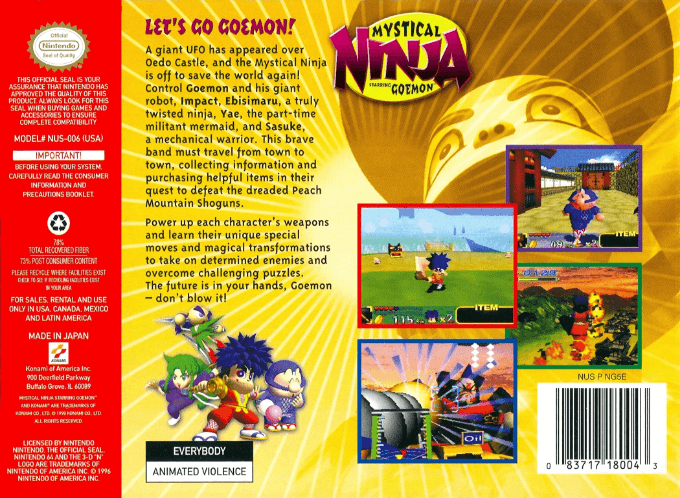 Official
Nintendo
Seal of Quality
THIS OFFICIAL SEAL IS YOUR
ASSURANCE THAT NINTENDO HAS
APPROVED THE QUALITY OF THIS
PRODUCT. ALWAYS LOOK FOR THIS
SEAL WHEN BUYING GAMES AND
ACCESSORIES TO ENSURE
COMPLETE COMPATIBILITY
MODEL# NUS-006 (USA)
IMPORTANT!
BEFORE USING YOUR SYSTEM,
CAREFULLY READ THE CONSUMER
INFORMATION AND
PRECAUTIONS BOOKLET.
78%
TOTAL RECOVERED FIBER
73% POST CONSUMER CONTENT
PLEASE RECYCLE WHERE FACILITIES EXIST
CHECK TO SEE IF RECYCLING FACILITIES EXIST
IN YOUR AREA
FOR SALES, RENTAL AND USE
ONLY IN USA, CANADA, MEXICO
AND LATIN AMERICA
MADE IN JAPAN
KONAMI
Konami of America Inc.
900 Deerfield Parkway
Buffalo Grove, IL 60089
MYSTICAL NINJA STARRING GOEMON™
AND KONAMI® ARE TRADEMARKS OF
KONAMI CO., LTD. © 1998 KONAMI CO., LTD.
ALL RIGHTS RESERVED.
LICENSED BY NINTENDO
NINTENDO, THE OFFICIAL SEAL,
NINTENDO 64 AND THE 3-D "N"
LOGO ARE TRADEMARKS OF
NINTENDO OF AMERICA INC. © 1996
NINTENDO OF AMERICA INC.
LET'S GO GOEMON!
A giant UFO has appeared over
Oedo Castle, and the Mystical Ninja
is off to save the world again!
Control Goemon and his giant
robot, Impact, Ebisimaru, a truly
twisted ninja, Yae, the part-time
militant mermaid, and Sasuke,
a mechanical warrior. This brave
band must travel from town to
town, collecting information and
purchasing helpful items in their
quest to defeat the dreaded Peach
Mountain Shoguns.
Power up each character's weapons
and learn their unique special
moves and magical transformations
to take on determined enemies and
overcome challenging puzzles.
The future is in your hands, Goemon
– don't blow it!
EVERYBODY
ANIMATED VIOLENCE
MYSTICAL
NINJA
STARRING
GOEMON
ITEM
ITEM
115
x2
Oil
NUS P NG5E
0 83717 18004 3